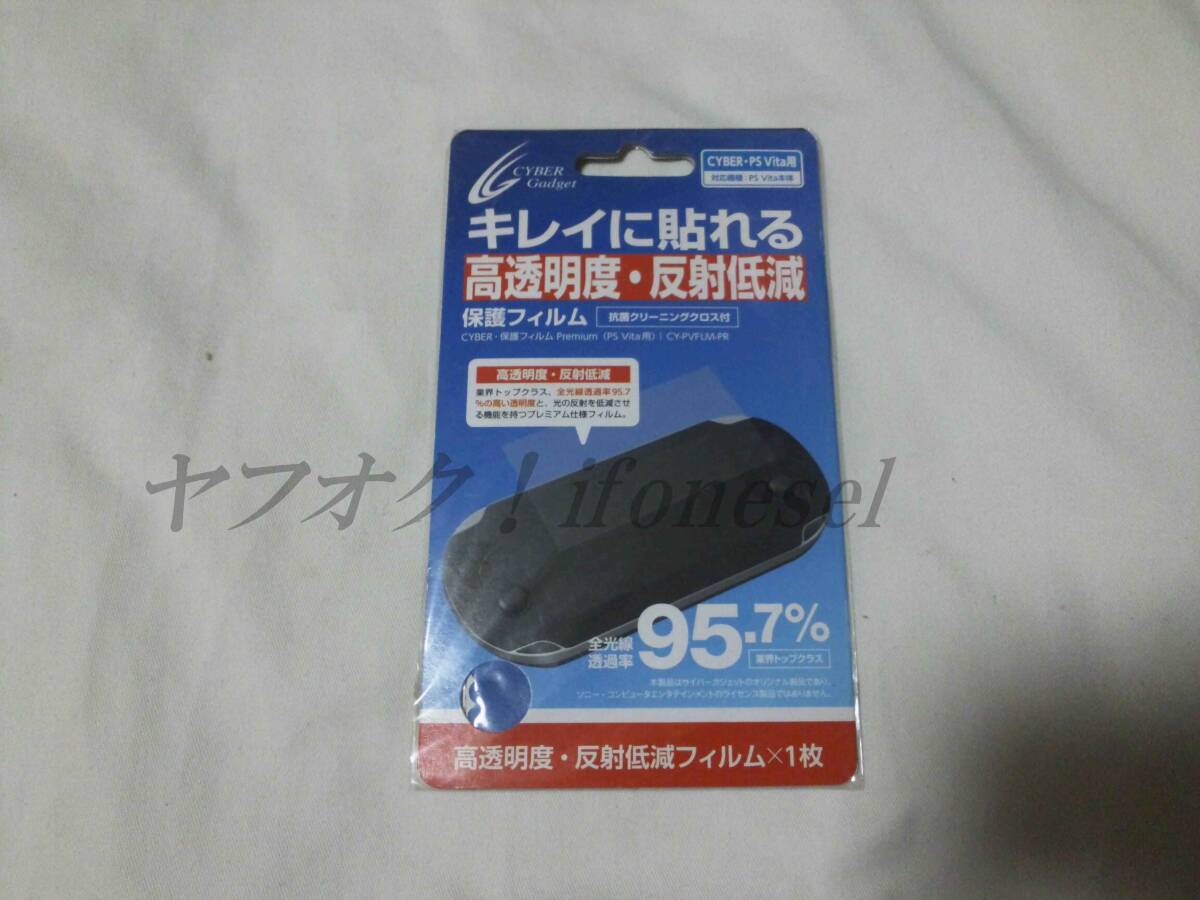 CYBER
Gadget
CYBER・PS Vita用
対応機種：PS Vita本体
キレイに貼れる
高透明度・反射低減
保護フィルム 抗菌クリーニングクロス付
CYBER・保護フィルム Premium（PS Vita用）｜CY-PVFLM-PR
高透明度・反射低減
業界トップクラス、全光線透過率95.7
％の高い透明度と、光の反射を低減させ
る機能を持つプレミアム仕様フィルム。
ヤフオク！ifonesel
全光線
透過率
95.7%
業界トップクラス
本製品はサイバーガジェットのオリジナル製品であり、
ソニー・コンピュータエンタテインメントのライセンス製品ではありません。
高透明度・反射低減フィルム×1枚